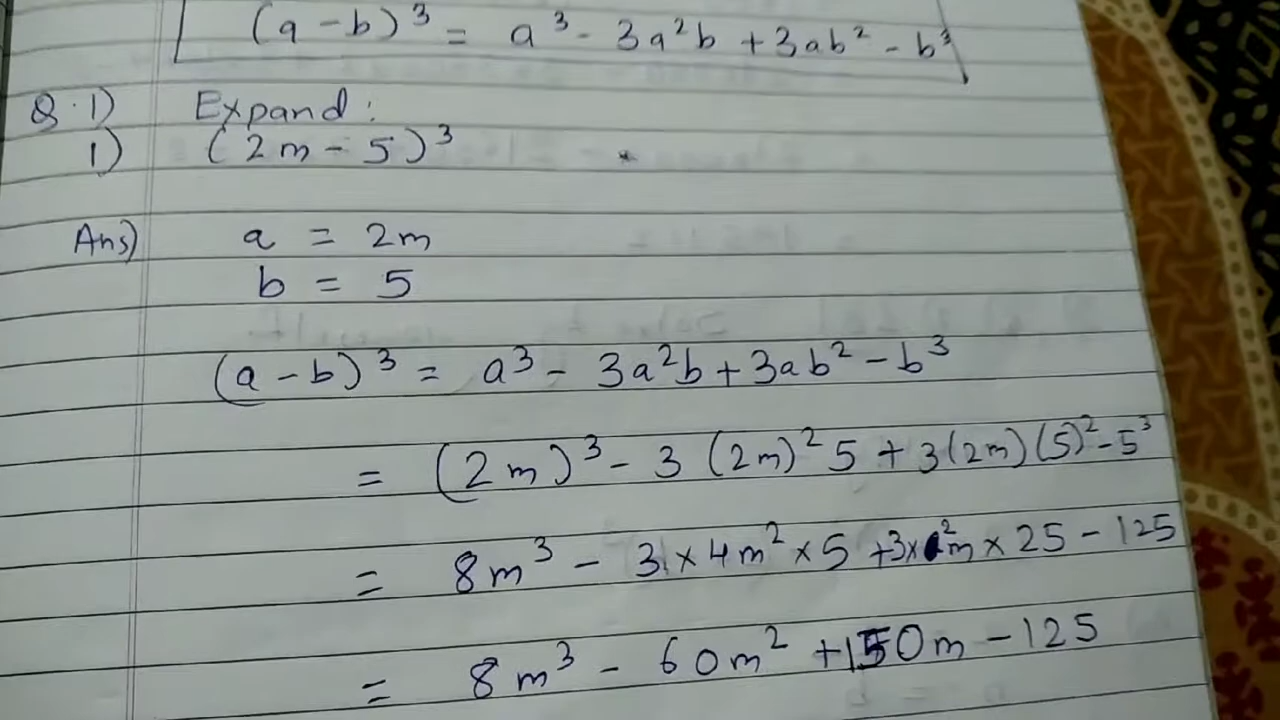 (a - b)³ = a³ - 3a²b + 3ab² - b³
Q.1) Expand:
1) (2m - 5)³
Ans) a = 2m
b = 5
(a - b)³ = a³ - 3a²b + 3ab² - b³
= (2m)³ - 3 (2m)² 5 + 3(2m)(5)² - 5³
= 8m³ - 3 × 4m² × 5 + 3 × 2m × 25 - 125
= 8m³ - 60m² + 150m - 125